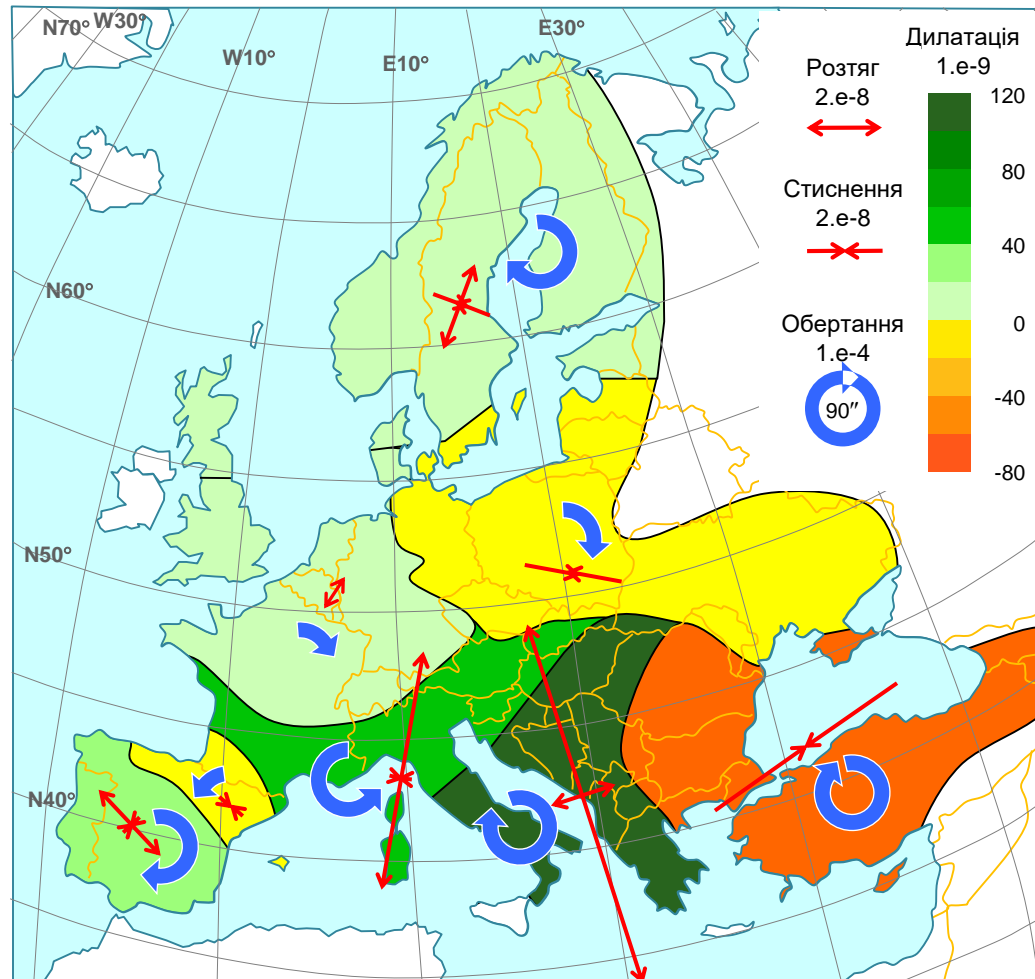 N70°
W30°
W10°
E10°
E30°
N60°
N50°
N40°
Розтяг
2.e-8
Стиснення
2.e-8
Обертання
1.e-4
90″
Дилатація
1.e-9
120
80
40
0
-40
-80